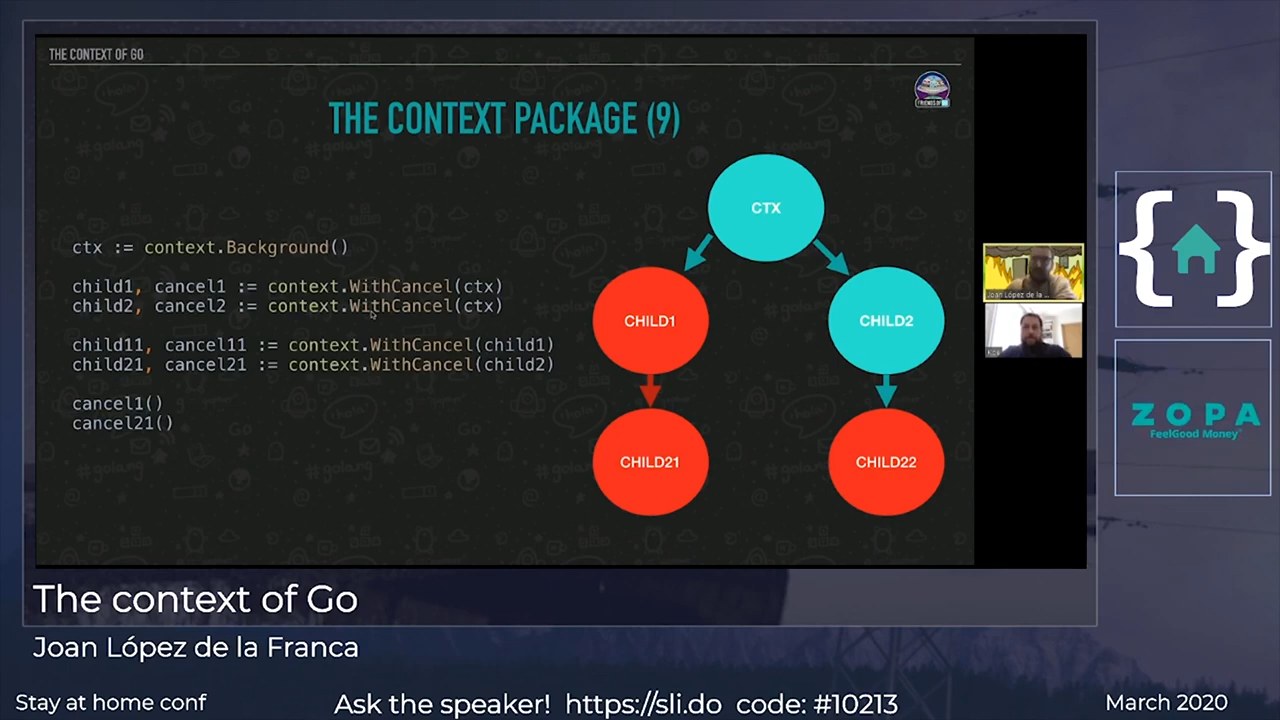 THE CONTEXT OF GO
FRIENDS OF GO
THE CONTEXT PACKAGE (9)
ctx := context.Background()
child1, cancel1 := context.WithCancel(ctx)
child2, cancel2 := context.WithCancel(ctx)
child11, cancel11 := context.WithCancel(child1)
child21, cancel21 := context.WithCancel(child2)
cancel1()
cancel21()
CTX
CHILD1
CHILD2
CHILD21
CHILD22
Joan López de la ...
{ }
ZOPA
FeelGood Money
The context of Go
Joan López de la Franca
Stay at home conf
Ask the speaker! https://sli.do code: #10213
March 2020